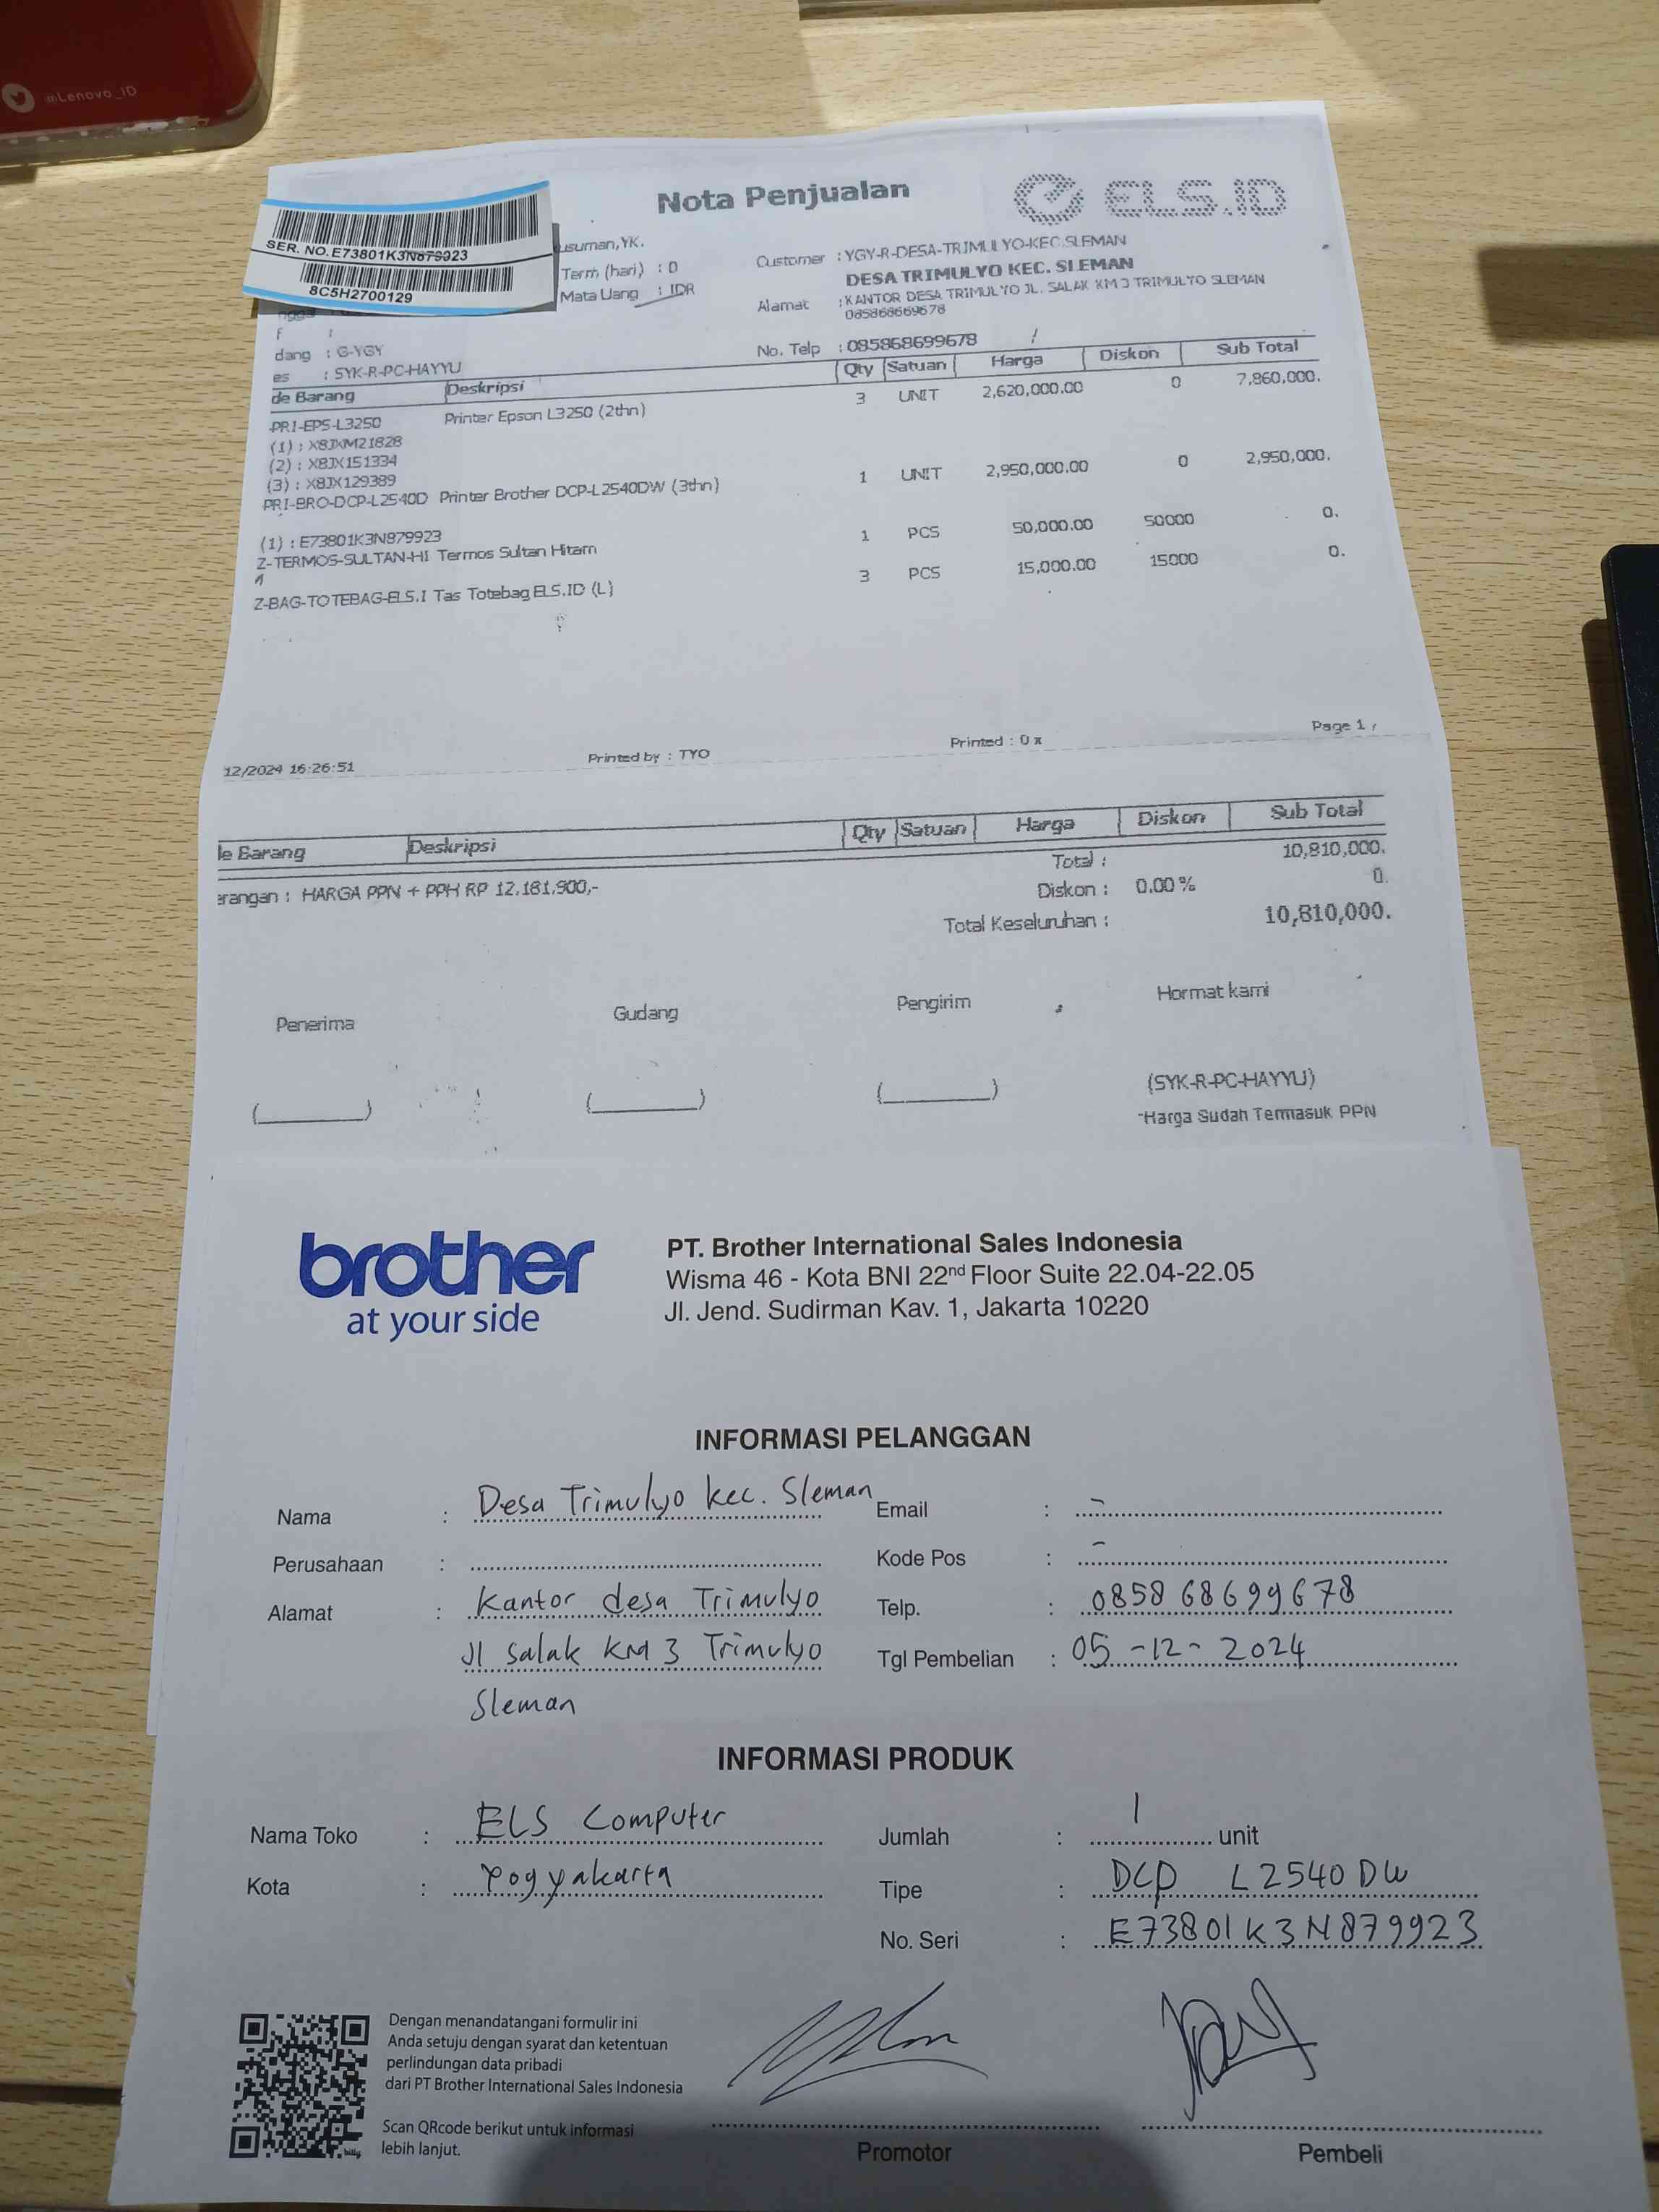 @Lenovo_ID
Nota Penjualan
ELS.ID
SER. NO. E73801K3N879923
8C5H2700129
usuman, YK.
Term (hari) : 0
Mata Uang : IDR
Customer : YGY-R-DESA-TRIMULYO-KEC.SLEMAN
DESA TRIMULYO KEC. SLEMAN
Alamat : KANTOR DESA TRIMULYO JL. SALAK KM 3 TRIMULYO SLEMAN
085868669678
No. Telp : 085868699678
F :
dang : G-YGY
es : SYK-R-PC-HAYYU
de Barang Deskripsi Qty Satuan Harga Diskon Sub Total
PRI-EPS-L3250 Printer Epson L3250 (2thn) 3 UNIT 2,620,000.00 0 7,860,000.
(1) : X8JXM21828
(2) : X8JX151334
(3) : X8JX129389
PRI-BRO-DCP-L2540D Printer Brother DCP-L2540DW (3thn) 1 UNIT 2,950,000.00 0 2,950,000.
(1) : E73801K3N879923
Z-TERMOS-SULTAN-HI Termos Sultan Hitam 1 PCS 50,000.00 50000 0.
Z-BAG-TOTEBAG-ELS.I Tas Totebag ELS.ID (L) 3 PCS 15,000.00 15000 0.
12/2024 16:26:51 Printed by : TYO Printed : 0 x Page 1 /
le Barang Deskripsi Qty Satuan Harga Diskon Sub Total
Total : 10,810,000.
erangan : HARGA PPN + PPH RP 12.181.900,-
Diskon : 0.00 % 0.
Total Keseluruhan : 10,810,000.
Penerima Gudang Pengirim Hormat kami
(SYK-R-PC-HAYYU)
*Harga Sudah Termasuk PPN
brother
at your side
PT. Brother International Sales Indonesia
Wisma 46 - Kota BNI 22nd Floor Suite 22.04-22.05
Jl. Jend. Sudirman Kav. 1, Jakarta 10220
INFORMASI PELANGGAN
Nama : Desa Trimulyo kec. Sleman
Email : -
Perusahaan :
Kode Pos : -
Alamat : Kantor desa Trimulyo
Jl Salak KM 3 Trimulyo
Sleman
Telp. : 085868699678
Tgl Pembelian : 05 - 12 - 2024
INFORMASI PRODUK
Nama Toko : ELS Computer
Jumlah : 1 unit
Kota : Yogyakarta
Tipe : DCP L2540DW
No. Seri : E73801K3N879923
Dengan menandatangani formulir ini
Anda setuju dengan syarat dan ketentuan
perlindungan data pribadi
dari PT Brother International Sales Indonesia
Scan QRcode berikut untuk informasi
lebih lanjut.
bitly
Promotor
Pembeli